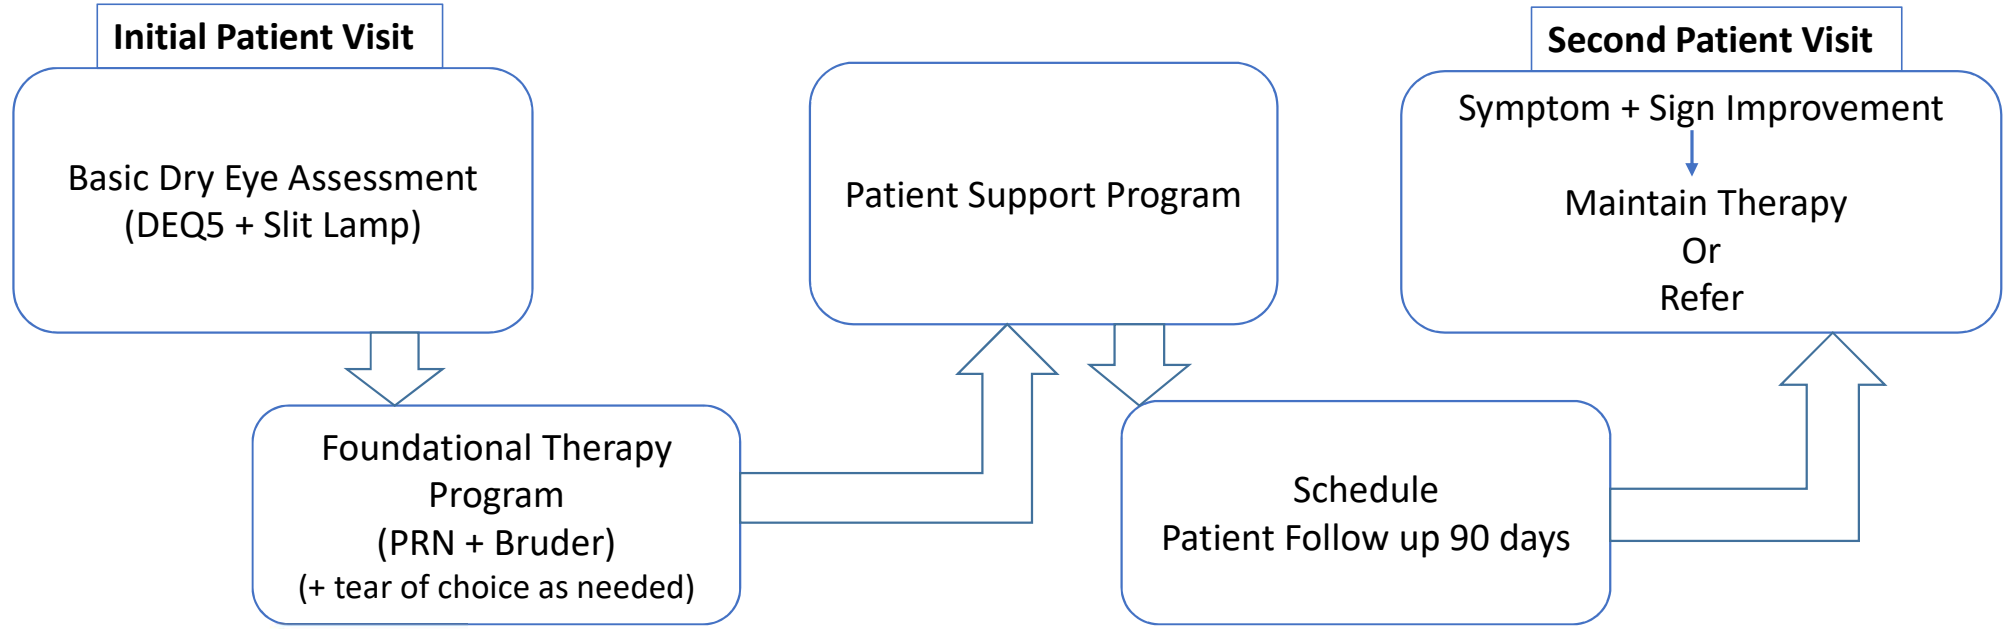 Initial Patient Visit
Basic Dry Eye Assessment
(DEQ5 + Slit Lamp)
Foundational Therapy
Program
(PRN + Bruder)
(+ tear of choice as needed)
Patient Support Program
Schedule
Patient Follow up 90 days
Second Patient Visit
Symptom + Sign Improvement
Maintain Therapy
Or
Refer